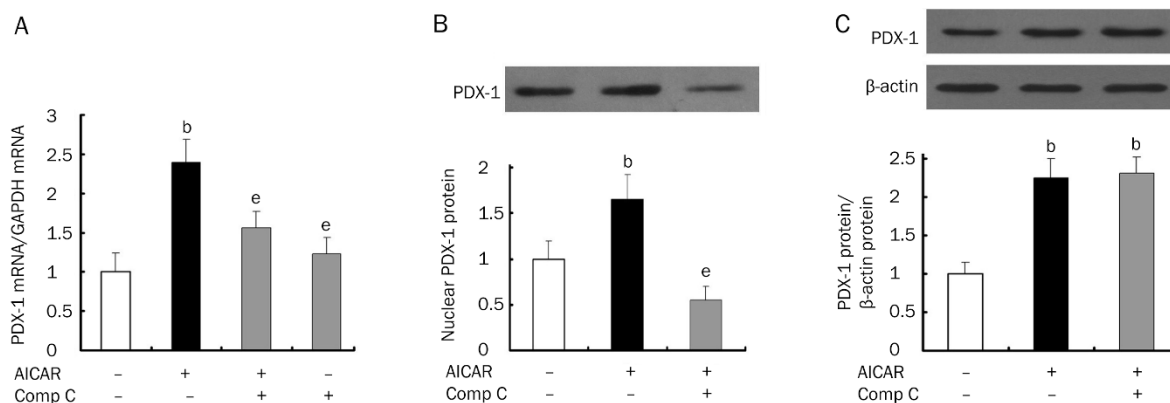 A
PDX-1 mRNA/GAPDH mRNA
3
2.5
2
1.5
1
0.5
0
b
e
e
AICAR – + + –
Comp C – – + +
B
PDX-1
Nuclear PDX-1 protein
2
1.5
1
0.5
0
b
e
AICAR – + +
Comp C – – +
C
PDX-1
β-actin
PDX-1 protein/
β-actin protein
2.5
2
1.5
1
0.5
0
b
b
AICAR – + +
Comp C – – +